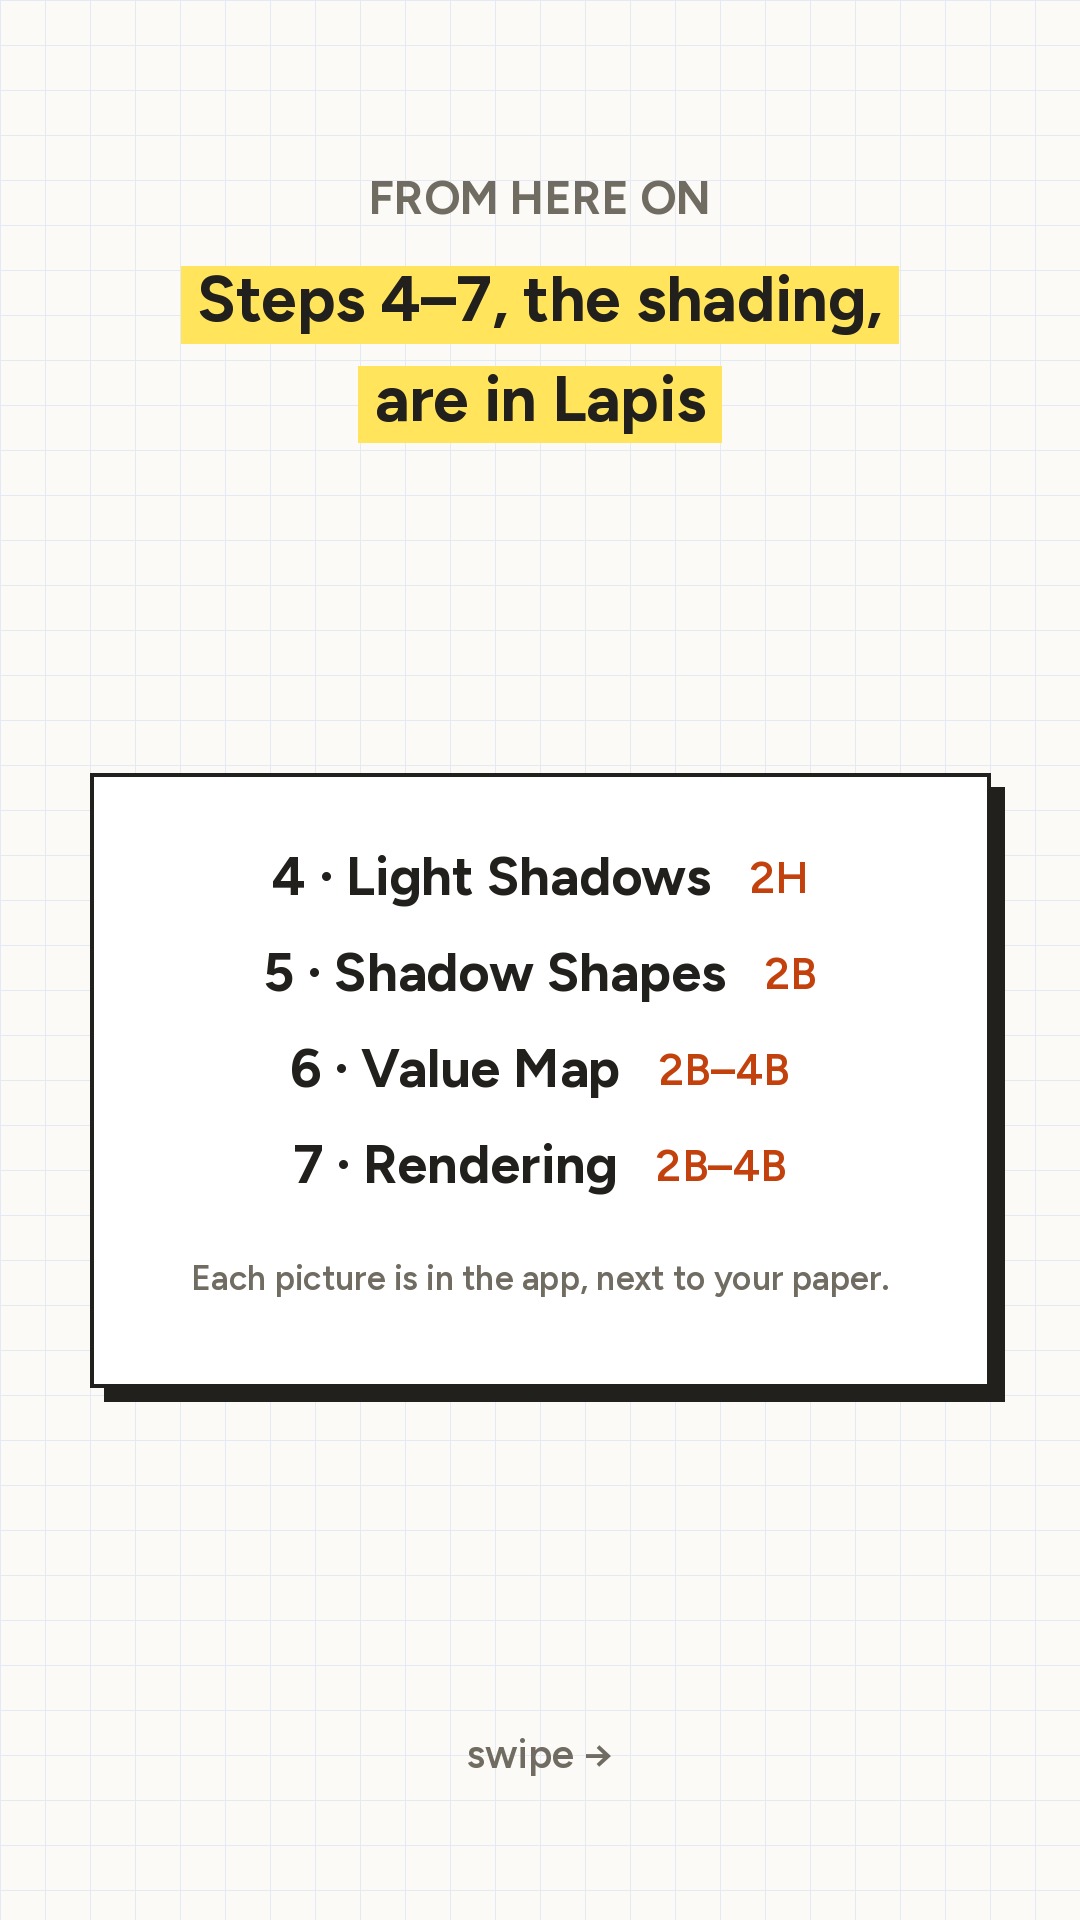 FROM HERE ON
Steps 4–7, the shading,
are in Lapis
4 · Light Shadows 2H
5 · Shadow Shapes 2B
6 · Value Map 2B–4B
7 · Rendering 2B–4B
Each picture is in the app, next to your paper.
swipe →